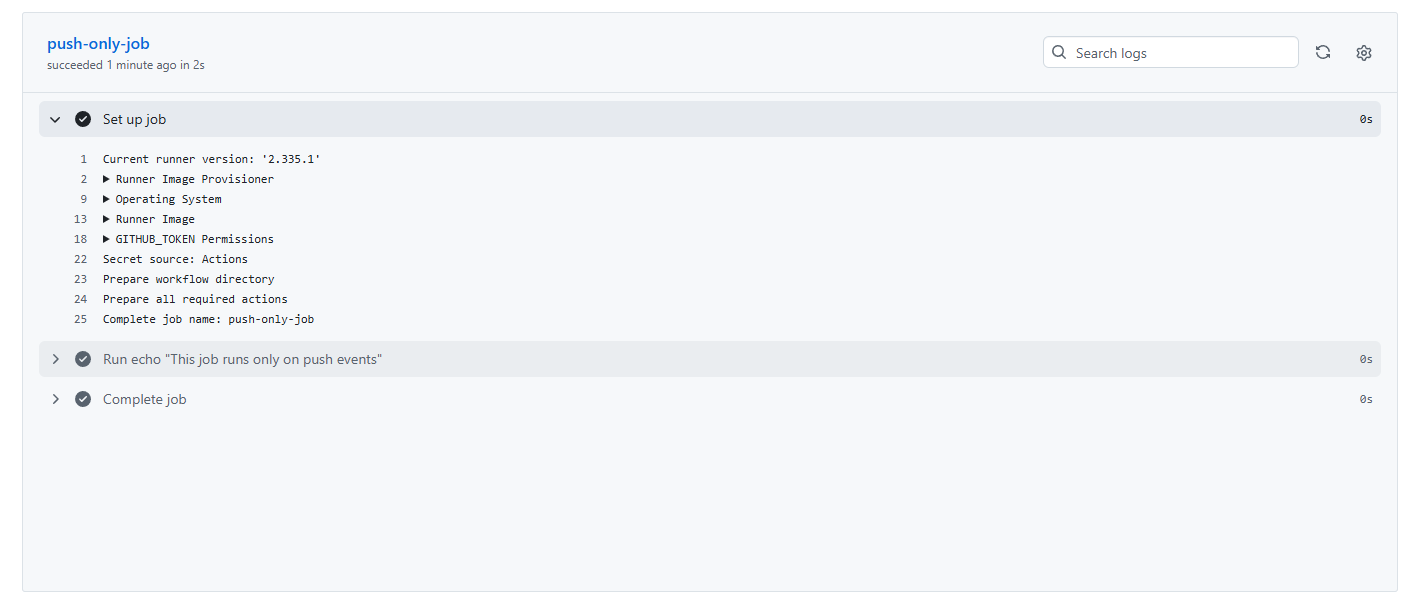 push-only-job
succeeded 1 minute ago in 2s
Search logs
Set up job 0s
1 Current runner version: '2.335.1'
2 ▶ Runner Image Provisioner
9 ▶ Operating System
13 ▶ Runner Image
18 ▶ GITHUB_TOKEN Permissions
22 Secret source: Actions
23 Prepare workflow directory
24 Prepare all required actions
25 Complete job name: push-only-job
Run echo "This job runs only on push events" 0s
Complete job 0s